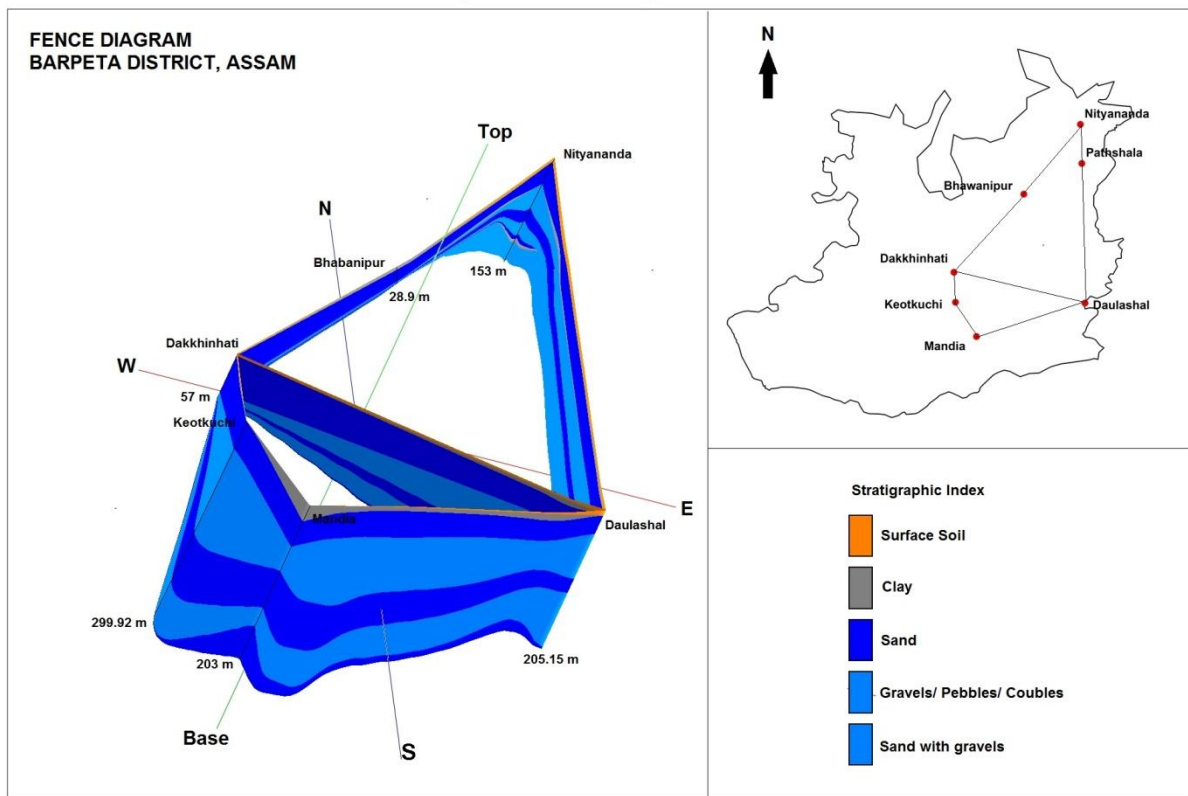 FENCE DIAGRAM
BARPETA DISTRICT, ASSAM
Top
Nityananda
N
Bhabanipur
153 m
28.9 m
Dakkhinhati
W
57 m
Keotkuchi
E
Mandia
Daulashal
299.92 m
203 m
205.15 m
Base
S
N
Nityananda
Pathshala
Bhawanipur
Dakkhinhati
Keotkuchi
Daulashal
Mandia
Stratigraphic Index
Surface Soil
Clay
Sand
Gravels/ Pebbles/ Coubles
Sand with gravels